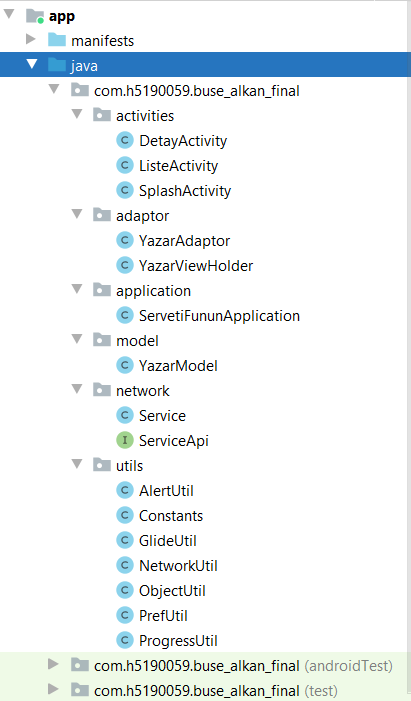 app
manifests
java
com.h5190059.buse_alkan_final
activities
C DetayActivity
C ListeActivity
C SplashActivity
adaptor
C YazarAdaptor
C YazarViewHolder
application
C ServetiFununApplication
model
C YazarModel
network
C Service
I ServiceApi
utils
C AlertUtil
C Constants
C GlideUtil
C NetworkUtil
C ObjectUtil
C PrefUtil
C ProgressUtil
com.h5190059.buse_alkan_final (androidTest)
com.h5190059.buse_alkan_final (test)